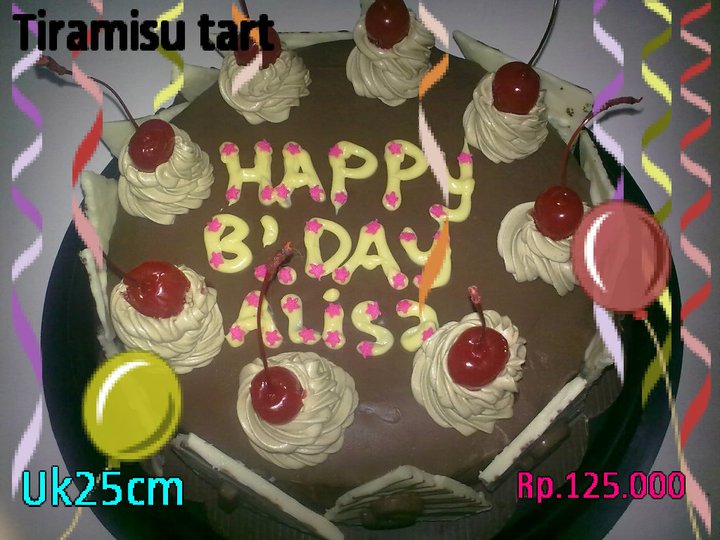 Tiramisu tart
HAPPy
B'DAy
Alisa
Uk25cm
Rp.125.000